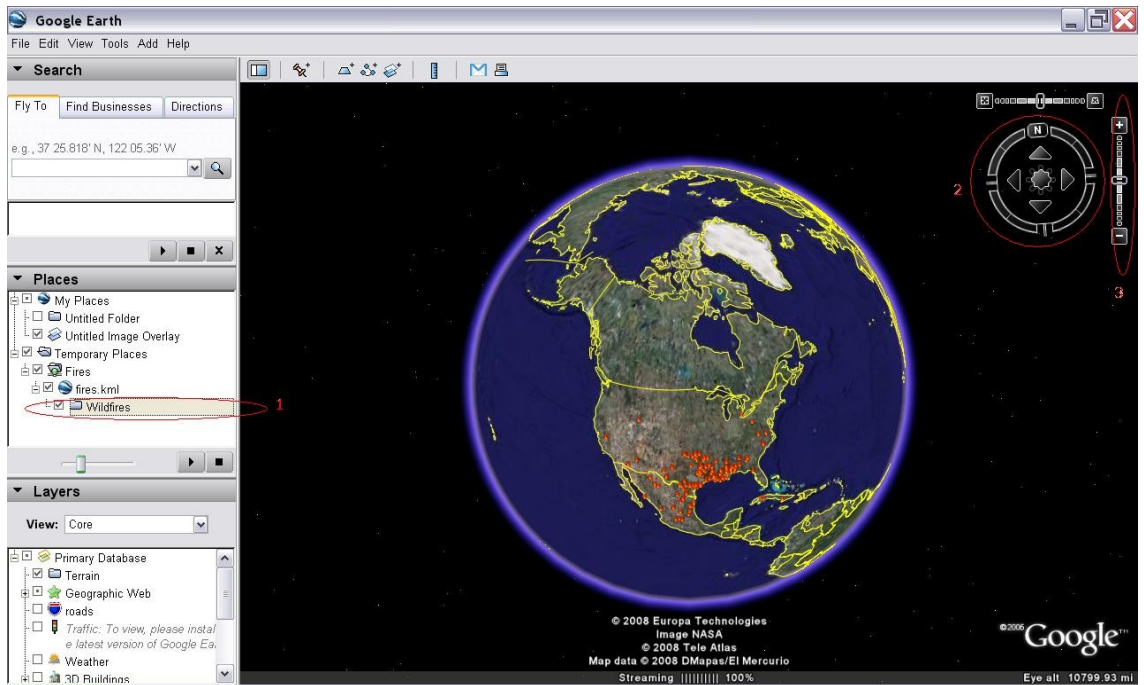 Google Earth
File Edit View Tools Add Help
Search
Fly To Find Businesses Directions
e.g., 37 25.818' N, 122 05.36' W
Places
My Places
Untitled Folder
Untitled Image Overlay
Temporary Places
Fires
fires.kml
Wildfires
1
Layers
View: Core
Primary Database
Terrain
Geographic Web
roads
Traffic: To view, please instal
e latest version of Google Ea
Weather
3D Buildings
N
2
3
© 2008 Europa Technologies
Image NASA
© 2008 Tele Atlas
Map data © 2008 DMapas/El Mercurio
©2006 Google™
Streaming |||||||||| 100%
Eye alt 10799.93 mi